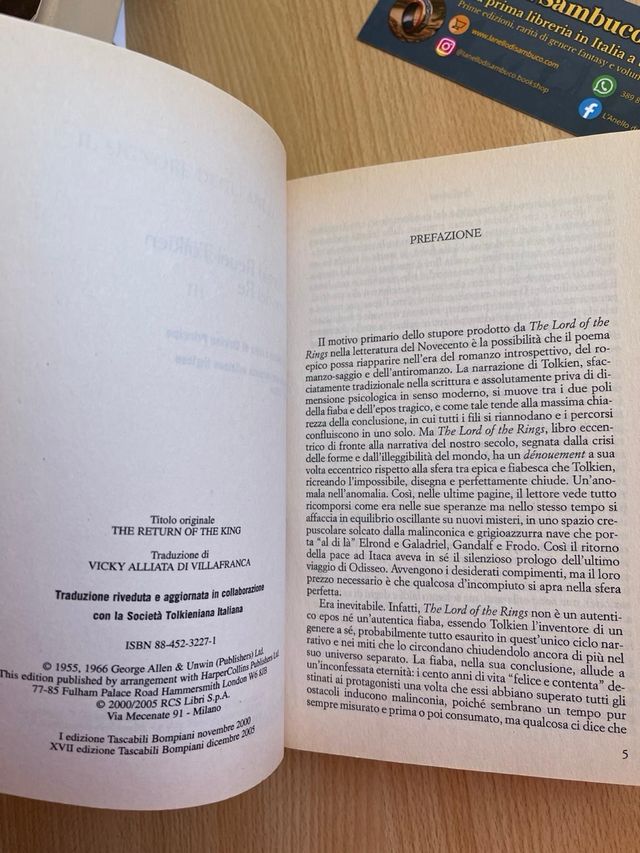 Sambuco
prima libreria in Italia a
Prime edizioni, rarità di genere fantasy e volum
www.lanellodisambuco.com
@lanellodisambuco.bookshop
389 8
L'Anello d
Titolo originale
THE RETURN OF THE KING
Traduzione di
VICKY ALLIATA DI VILLAFRANCA
Traduzione riveduta e aggiornata in collaborazione
con la Società Tolkieniana Italiana
ISBN 88-452-3227-1
© 1955, 1966 George Allen & Unwin (Publishers) Ltd.
This edition published by arrangement with HarperCollins Publishers Ltd.
77-85 Fulham Palace Road Hammersmith London W6 8JB
© 2000/2005 RCS Libri S.p.A.
Via Mecenate 91 - Milano
I edizione Tascabili Bompiani novembre 2000
XVII edizione Tascabili Bompiani dicembre 2005
PREFAZIONE
Il motivo primario dello stupore prodotto da The Lord of the
Rings nella letteratura del Novecento è la possibilità che il poema
epico possa riapparire nell'era del romanzo introspettivo, del ro-
manzo-saggio e dell'antiromanzo. La narrazione di Tolkien, sfac-
ciatamente tradizionale nella scrittura e assolutamente priva di di-
mensione psicologica in senso moderno, si muove tra i due poli
della fiaba e dell'epos tragico, e come tale tende alla massima chia-
rezza della conclusione, in cui tutti i fili si riannodano e i percorsi
confluiscono in uno solo. Ma The Lord of the Rings, libro eccen-
trico di fronte alla narrativa del nostro secolo, segnata dalla crisi
delle forme e dall'illeggibilità del mondo, ha un dénouement a sua
volta eccentrico rispetto alla sfera tra epica e fiabesca che Tolkien,
ricreando l'impossibile, disegna e perfettamente chiude. Un'ano-
mala nell'anomalia. Così, nelle ultime pagine, il lettore vede tutto
ricomporsi come era nelle sue speranze ma nello stesso tempo si
affaccia in equilibrio oscillante su nuovi misteri, in uno spazio cre-
puscolare solcato dalla malinconica e grigioazzurra nave che por-
ta “al di là” Elrond e Galadriel, Gandalf e Frodo. Così il ritorno
della pace ad Itaca aveva in sé il silenzioso prologo dell'ultimo
viaggio di Odisseo. Avvengono i desiderati compimenti, ma il loro
prezzo necessario è che qualcosa d'incompiuto si apra nella sfera
perfetta.
Era inevitabile. Infatti, The Lord of the Rings non è un autenti-
co epos né un'autentica fiaba, essendo Tolkien l'inventore di un
genere a sé, probabilmente tutto esaurito in quest'unico ciclo nar-
rativo e nei miti che lo circondano chiudendolo ancora di più nel
suo universo separato. La fiaba, nella sua conclusione, allude a
un'inconfessata eternità: i cento anni di vita “felice e contenta” de-
stinati ai protagonisti una volta che essi abbiano superato tutti gli
ostacoli inducono malinconia, poiché sembrano un tempo pur
sempre misurato e prima o poi consumato, ma qualcosa ci dice che
5